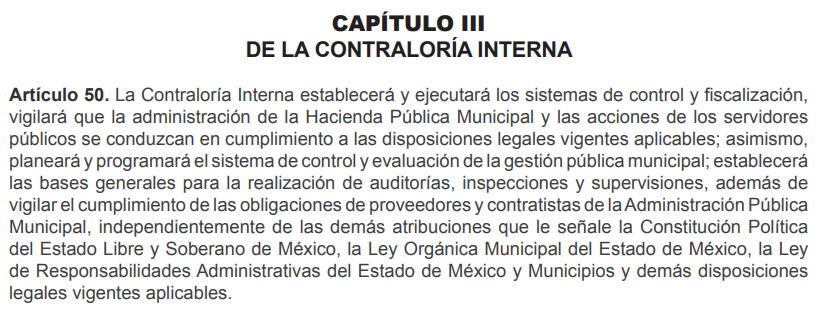 CAPÍTULO III
DE LA CONTRALORÍA INTERNA
Artículo 50. La Contraloría Interna establecerá y ejecutará los sistemas de control y fiscalización,
vigilará que la administración de la Hacienda Pública Municipal y las acciones de los servidores
públicos se conduzcan en cumplimiento a las disposiciones legales vigentes aplicables; asimismo,
planeará y programará el sistema de control y evaluación de la gestión pública municipal; establecerá
las bases generales para la realización de auditorías, inspecciones y supervisiones, además de
vigilar el cumplimiento de las obligaciones de proveedores y contratistas de la Administración Pública
Municipal, independientemente de las demás atribuciones que le señale la Constitución Política
del Estado Libre y Soberano de México, la Ley Orgánica Municipal del Estado de México, la Ley
de Responsabilidades Administrativas del Estado de México y Municipios y demás disposiciones
legales vigentes aplicables.